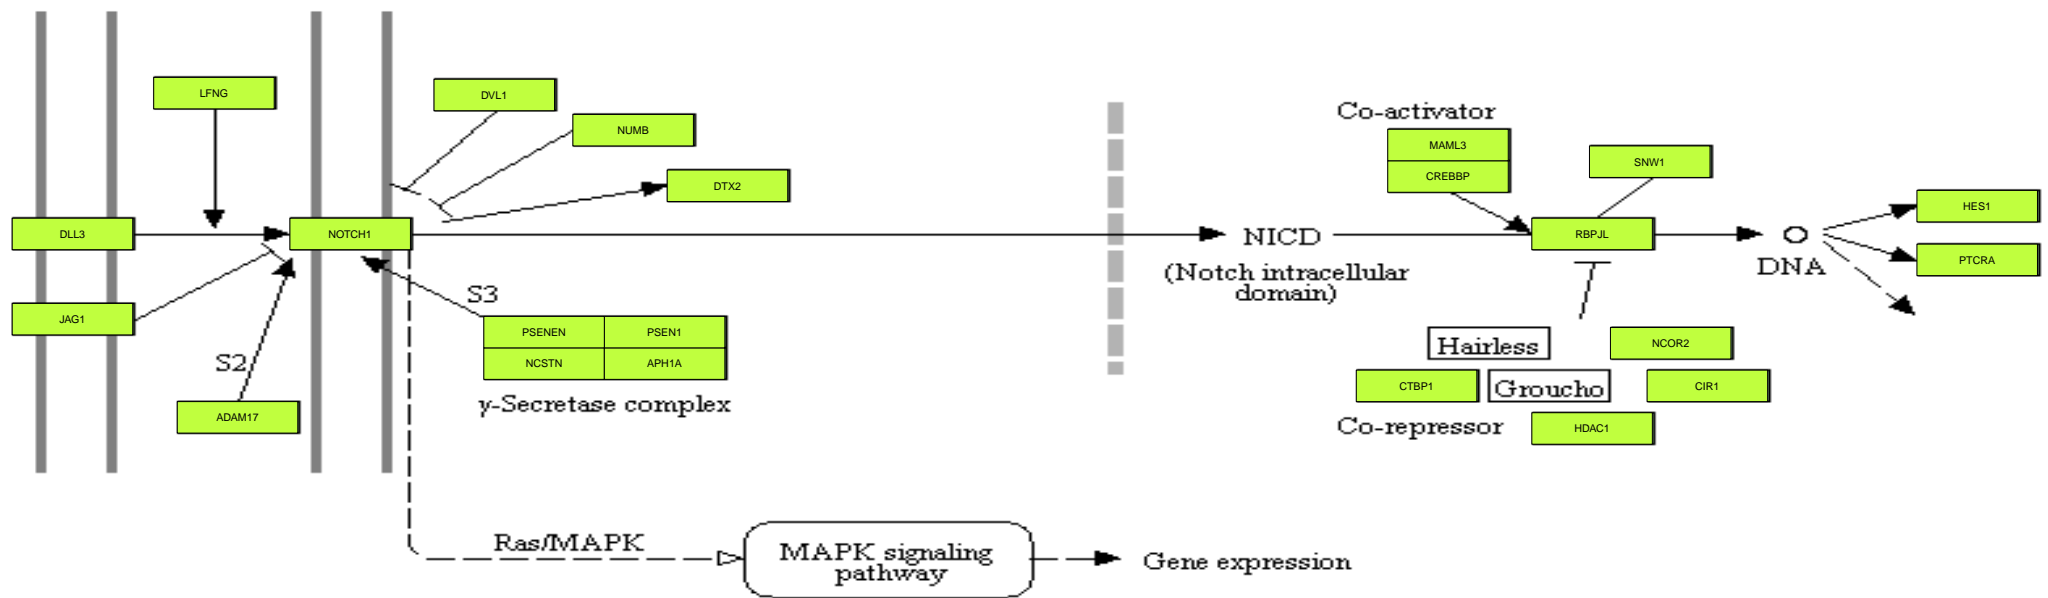 LFNG
DVL1
NUMB
DTX2
DLL3
NOTCH1
JAG1
S2
ADAM17
S3
PSENEN
PSEN1
NCSTN
APH1A
γ-Secretase complex
NICD
(Notch intracellular
domain)
Co-activator
MAML3
CREBBP
SNW1
RBPJL
DNA
HES1
PTCRA
Hairless
NCOR2
CTBP1
Groucho
CIR1
Co-repressor
HDAC1
Ras/MAPK
MAPK signaling
pathway
Gene expression